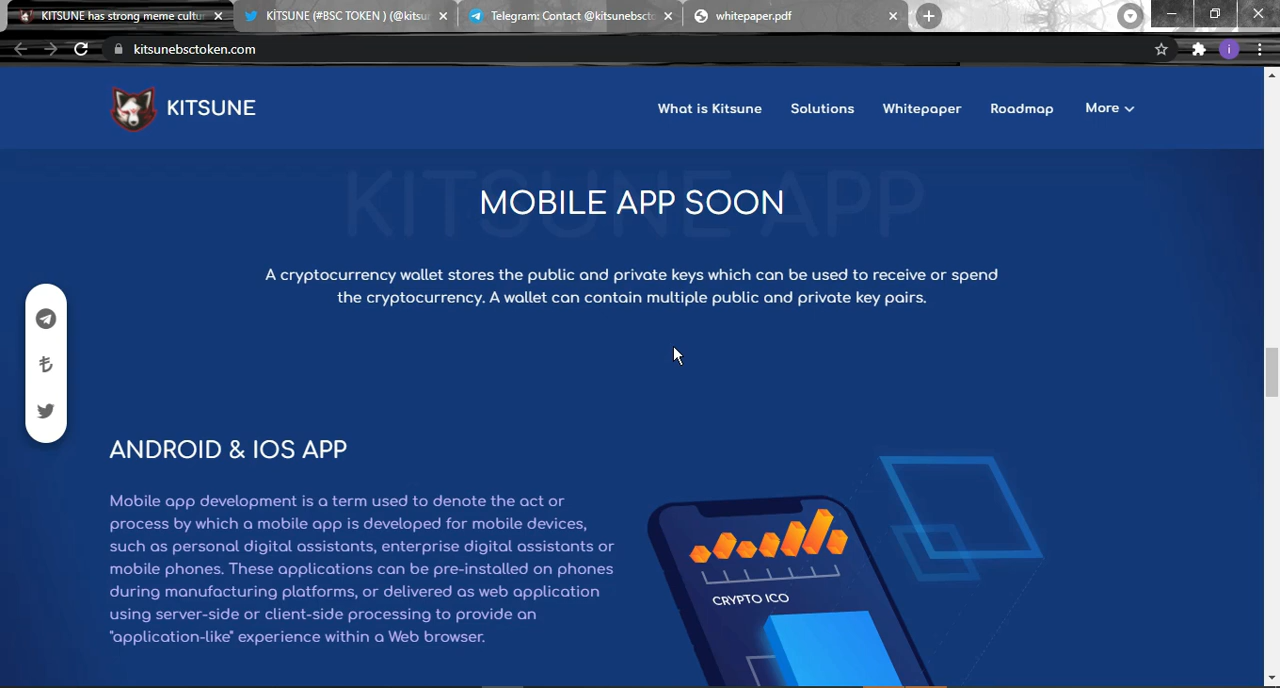 KITSUNE has strong meme cultu
KİTSUNE (#BSC TOKEN ) (@kitsu
Telegram: Contact @kitsunebsct
whitepaper.pdf
kitsunebsctoken.com
i
KITSUNE
What is Kitsune
Solutions
Whitepaper
Roadmap
More
KITSUNE APP
MOBILE APP SOON
A cryptocurrency wallet stores the public and private keys which can be used to receive or spend
the cryptocurrency. A wallet can contain multiple public and private key pairs.
ANDROID & IOS APP
Mobile app development is a term used to denote the act or
process by which a mobile app is developed for mobile devices,
such as personal digital assistants, enterprise digital assistants or
mobile phones. These applications can be pre-installed on phones
during manufacturing platforms, or delivered as web application
using server-side or client-side processing to provide an
"application-like" experience within a Web browser.
CRYPTO ICO